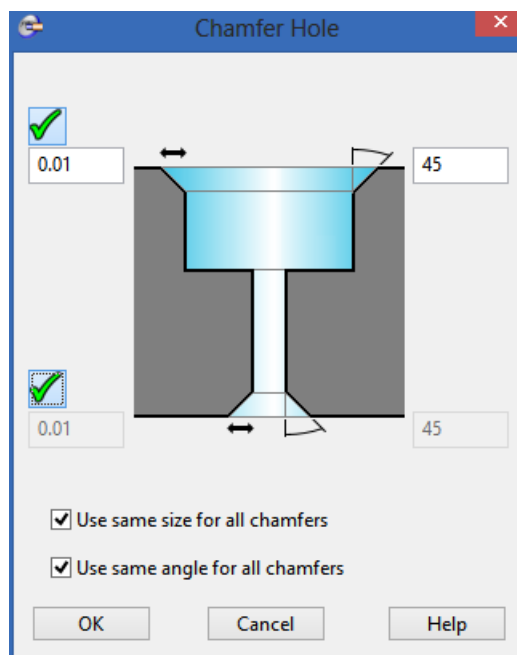 Chamfer Hole
0.01
45
0.01
45
Use same size for all chamfers
Use same angle for all chamfers
OK
Cancel
Help